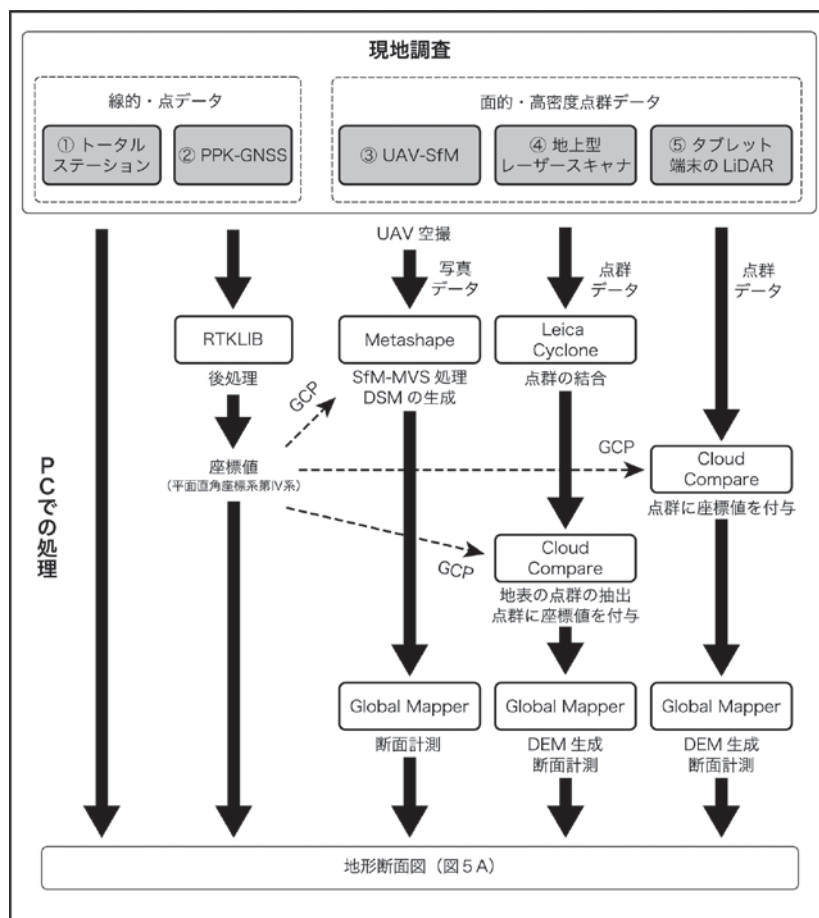 現地調査
線的・点データ
面的・高密度点群データ
① トータル
ステーション
② PPK-GNSS
③ UAV-SfM
④ 地上型
レーザースキャナ
⑤ タブレット
端末の LiDAR
UAV 空撮
写真
データ
点群
データ
点群
データ
RTKLIB
後処理
Metashape
SfM-MVS 処理
DSM の生成
Leica
Cyclone
点群の結合
GCP
座標値
（平面直角座標系第Ⅳ系）
GCP
Cloud
Compare
点群に座標値を付与
GCP
Cloud
Compare
地表の点群の抽出
点群に座標値を付与
PCでの処理
Global Mapper
断面計測
Global Mapper
DEM 生成
断面計測
Global Mapper
DEM 生成
断面計測
地形断面図（図５A）